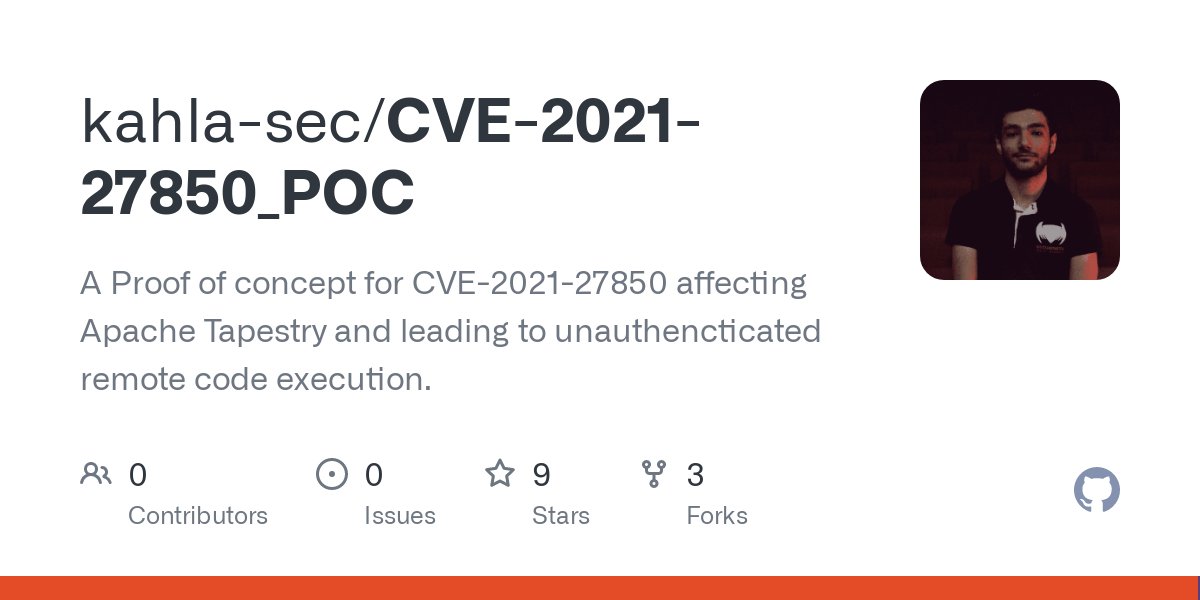 kahla-sec/CVE-2021-
27850_POC
A Proof of concept for CVE-2021-27850 affecting
Apache Tapestry and leading to unauthencticated
remote code execution.
0 0 9 3
Contributors Issues Stars Forks